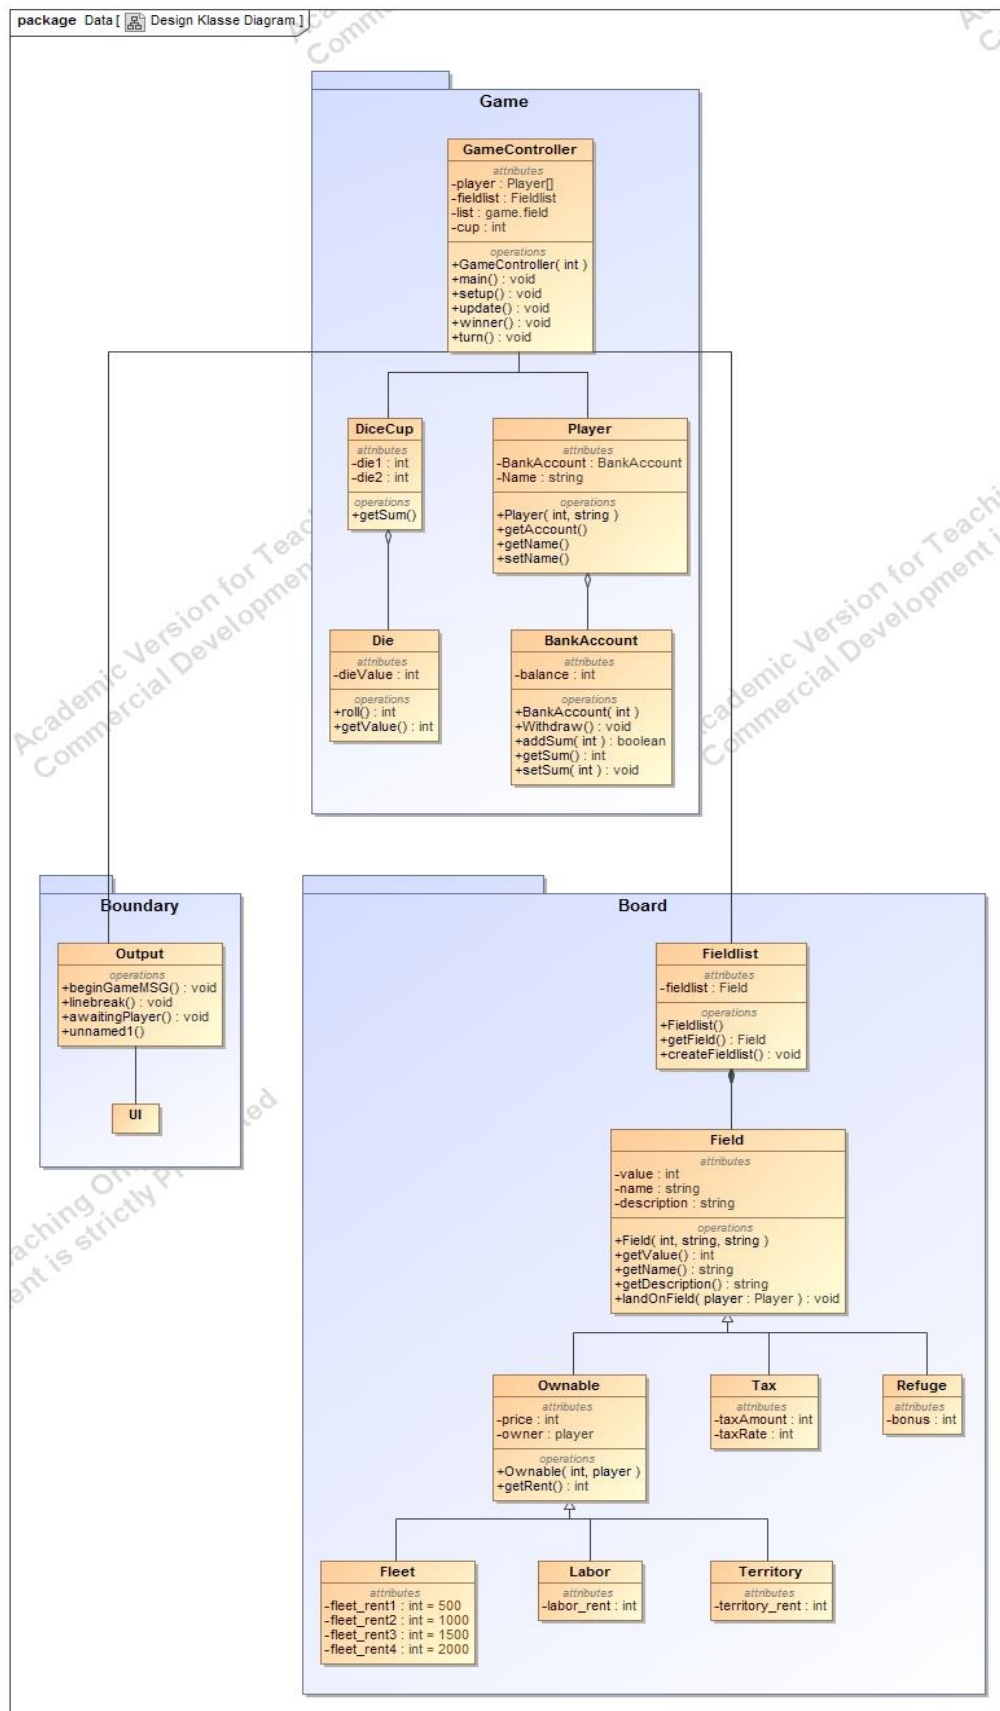 package Data [ Design Klasse Diagram ]
Game
GameController
attributes
-player : Player[]
-fieldlist : Fieldlist
-list : game.field
-cup : int
operations
+GameController( int )
+main() : void
+setup() : void
+update() : void
+winner() : void
+turn() : void
DiceCup
attributes
-die1 : int
-die2 : int
operations
+getSum()
Player
attributes
-BankAccount : BankAccount
-Name : string
operations
+Player( int, string )
+getAccount()
+getName()
+setName()
Die
attributes
-dieValue : int
operations
+roll() : int
+getValue() : int
BankAccount
attributes
-balance : int
operations
+BankAccount( int )
+Withdraw() : void
+addSum( int ) : boolean
+getSum() : int
+setSum( int ) : void
Academic Version for Teac
Commercial Developmen
cademic Version for Teachin
Commercial Development i
Boundary
Output
operations
+beginGameMSG() : void
+linebreak() : void
+awaitingPlayer() : void
+unnamed1()
UI
Board
Fieldlist
attributes
-fieldlist : Field
operations
+Fieldlist()
+getField() : Field
+createFieldlist() : void
Field
attributes
-value : int
-name : string
-description : string
operations
+Field( int, string, string )
+getValue() : int
+getName() : string
+getDescription() : string
+landOnField( player : Player ) : void
Ownable
attributes
-price : int
-owner : player
operations
+Ownable( int, player )
+getRent() : int
Tax
attributes
-taxAmount : int
-taxRate : int
Refuge
attributes
-bonus : int
Fleet
attributes
-fleet_rent1 : int = 500
-fleet_rent2 : int = 1000
-fleet_rent3 : int = 1500
-fleet_rent4 : int = 2000
Labor
attributes
-labor_rent : int
Territory
attributes
-territory_rent : int